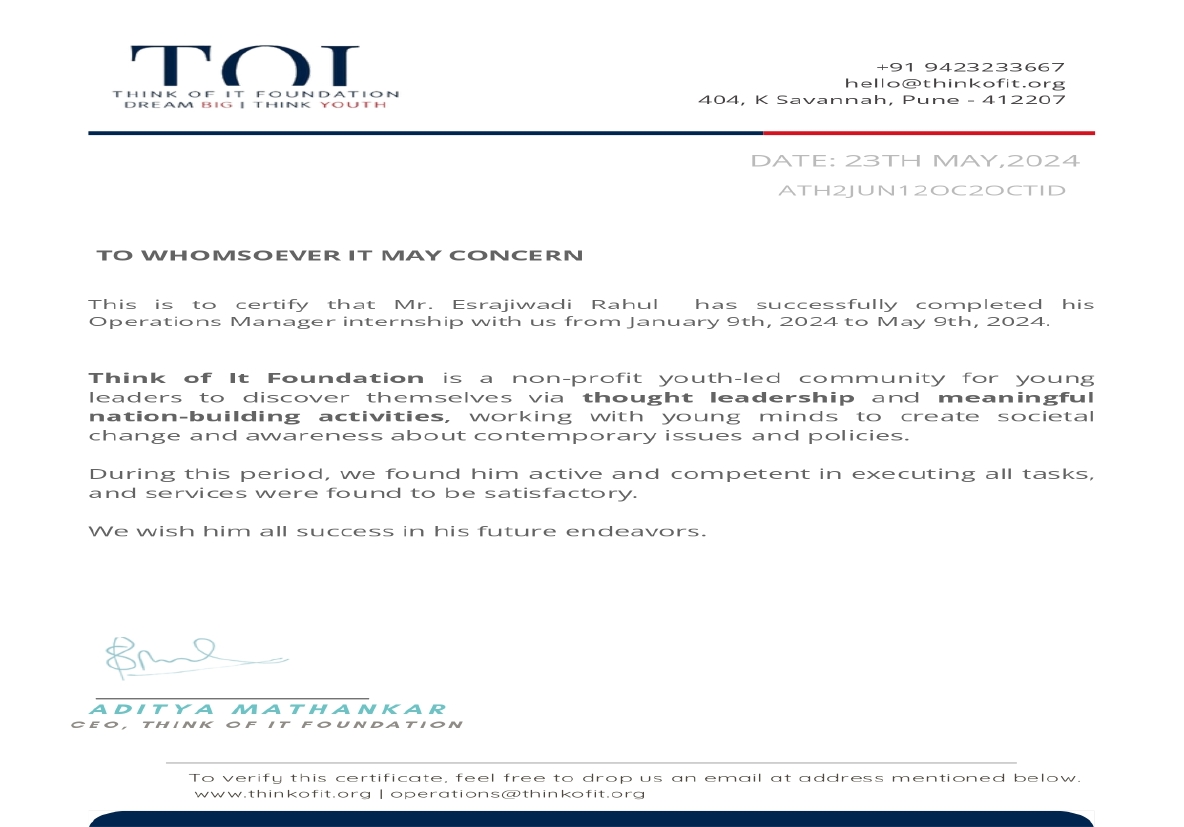 TOI
THINK OF IT FOUNDATION
DREAM BIG | THINK YOUTH
+91 9423233667
hello@thinkofit.org
404, K Savannah, Pune - 412207
DATE: 23TH MAY,2024
ATH2JUN12OC2OCTID
TO WHOMSOEVER IT MAY CONCERN
This is to certify that Mr. Esrajiwadi Rahul has successfully completed his
Operations Manager internship with us from January 9th, 2024 to May 9th, 2024.
Think of It Foundation is a non-profit youth-led community for young
leaders to discover themselves via thought leadership and meaningful
nation-building activities, working with young minds to create societal
change and awareness about contemporary issues and policies.
During this period, we found him active and competent in executing all tasks,
and services were found to be satisfactory.
We wish him all success in his future endeavors.
ADITYA MATHANKAR
CEO, THINK OF IT FOUNDATION
To verify this certificate, feel free to drop us an email at address mentioned below.
www.thinkofit.org | operations@thinkofit.org